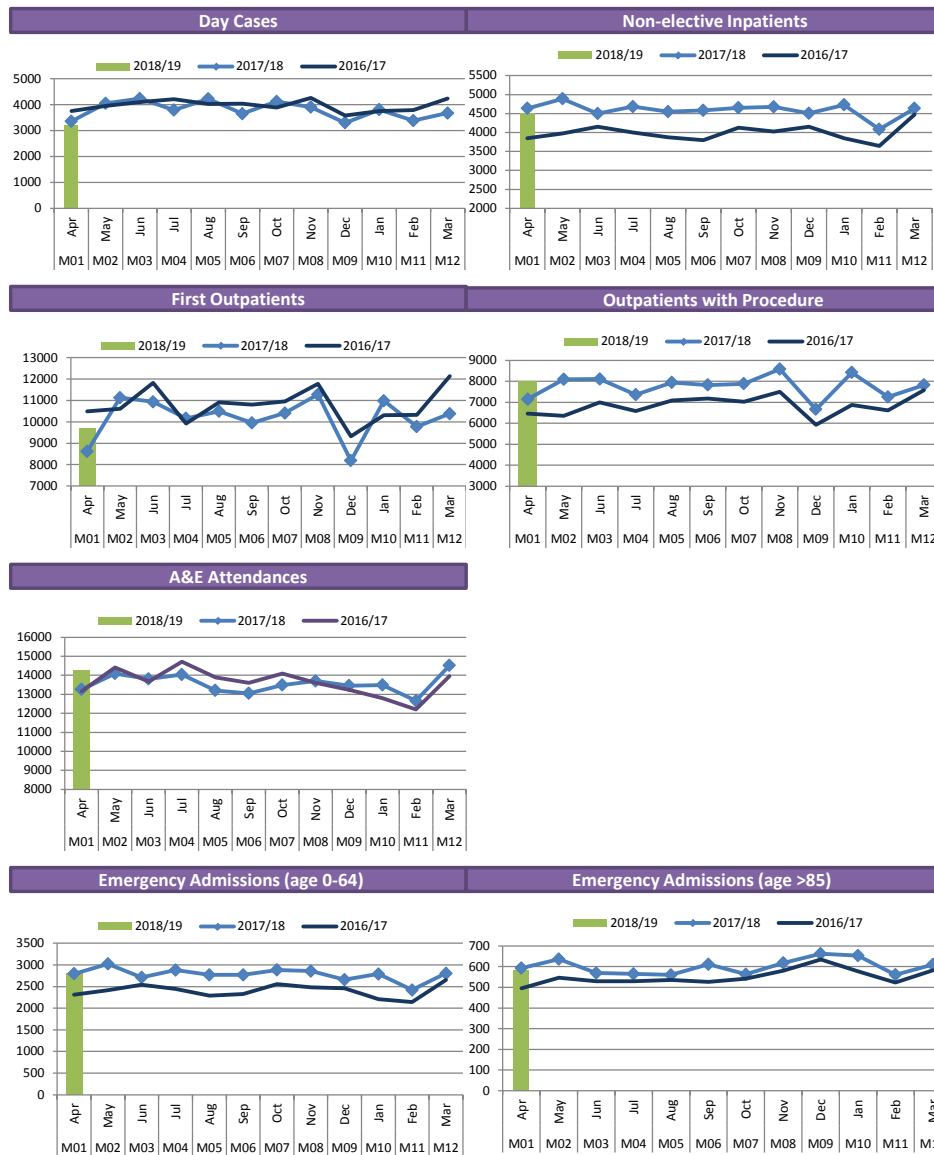 Day Cases
2018/19 2017/18 2016/17
5000
4000
3000
2000
1000
0
Apr May Jun Jul Aug Sep Oct Nov Dec Jan Feb Mar
M01 M02 M03 M04 M05 M06 M07 M08 M09 M10 M11 M12
Non-elective Inpatients
2018/19 2017/18 2016/17
5500
5000
4500
4000
3500
3000
2500
2000
Apr May Jun Jul Aug Sep Oct Nov Dec Jan Feb Mar
M01 M02 M03 M04 M05 M06 M07 M08 M09 M10 M11 M12
First Outpatients
2018/19 2017/18 2016/17
13000
12000
11000
10000
9000
8000
7000
Apr May Jun Jul Aug Sep Oct Nov Dec Jan Feb Mar
M01 M02 M03 M04 M05 M06 M07 M08 M09 M10 M11 M12
Outpatients with Procedure
2018/19 2017/18 2016/17
9000
8000
7000
6000
5000
4000
3000
Apr May Jun Jul Aug Sep Oct Nov Dec Jan Feb Mar
M01 M02 M03 M04 M05 M06 M07 M08 M09 M10 M11 M12
A&E Attendances
2018/19 2017/18 2016/17
16000
15000
14000
13000
12000
11000
10000
9000
8000
Apr May Jun Jul Aug Sep Oct Nov Dec Jan Feb Mar
M01 M02 M03 M04 M05 M06 M07 M08 M09 M10 M11 M12
Emergency Admissions (age 0-64)
2018/19 2017/18 2016/17
3500
3000
2500
2000
1500
1000
500
0
Apr May Jun Jul Aug Sep Oct Nov Dec Jan Feb Mar
M01 M02 M03 M04 M05 M06 M07 M08 M09 M10 M11 M12
Emergency Admissions (age >85)
2018/19 2017/18 2016/17
700
600
500
400
300
200
100
0
Apr May Jun Jul Aug Sep Oct Nov Dec Jan Feb Mar
M01 M02 M03 M04 M05 M06 M07 M08 M09 M10 M11 M1